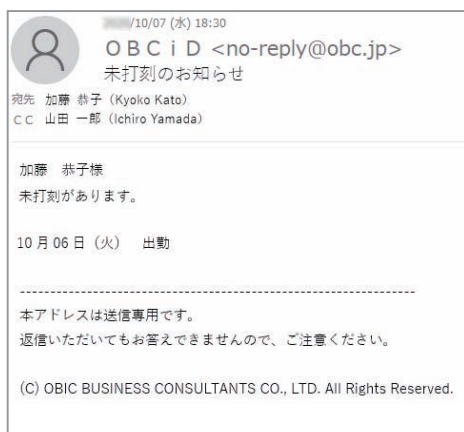 /10/07 (水) 18:30
ＯＢＣｉＤ <no-reply@obc.jp>
未打刻のお知らせ
宛先 加藤 恭子（Kyoko Kato）
ＣＣ 山田 一郎（Ichiro Yamada）
加藤　恭子様
未打刻があります。
10月06日（火）　出勤
------------------------------------------------------------------
本アドレスは送信専用です。
返信いただいてもお答えできませんので、ご注意ください。
(C) OBIC BUSINESS CONSULTANTS CO., LTD. All Rights Reserved.